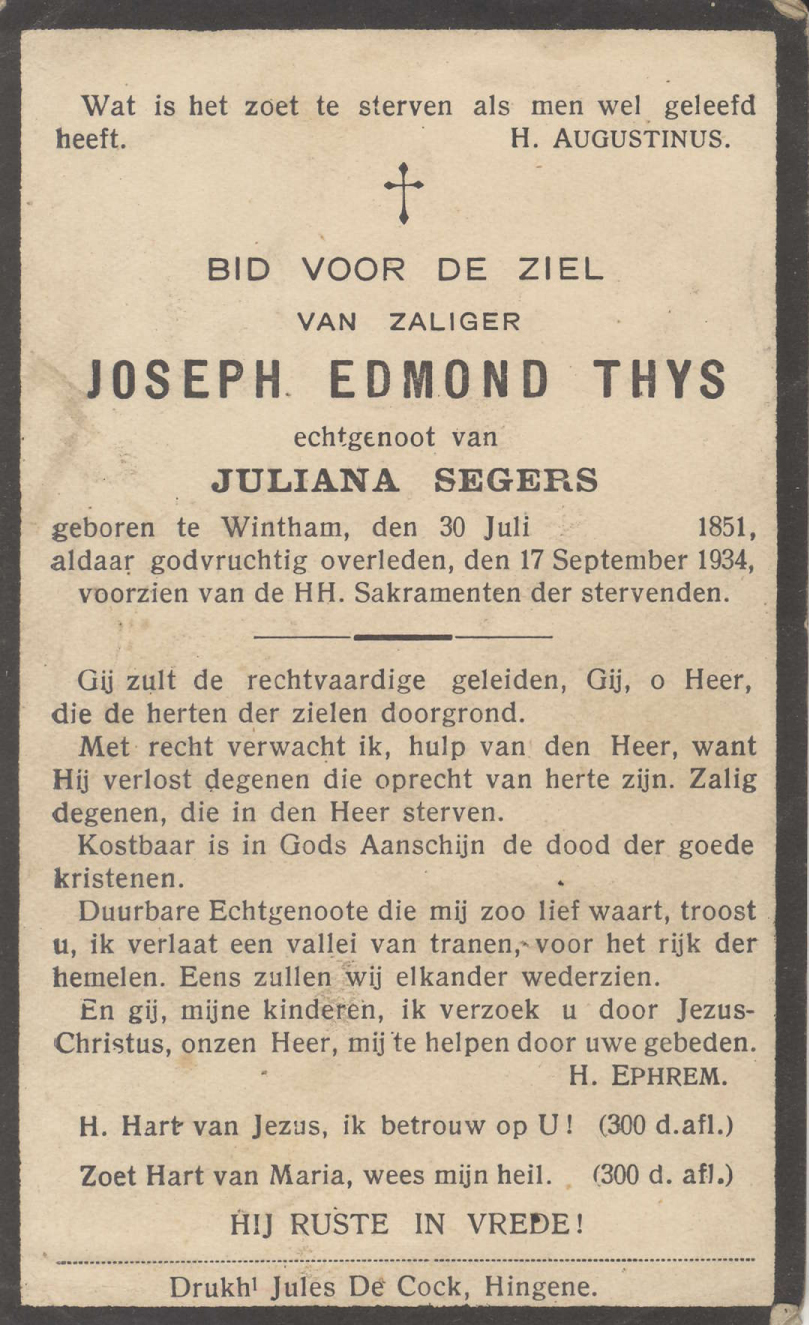 Wat is het zoet te sterven als men wel geleefd
heeft. H. AUGUSTINUS.
BID VOOR DE ZIEL
VAN ZALIGER
JOSEPH EDMOND THYS
echtgenoot van
JULIANA SEGERS
geboren te Wintham, den 30 Juli 1851,
aldaar godvruchtig overleden, den 17 September 1934,
voorzien van de HH. Sakramenten der stervenden.
Gij zult de rechtvaardige geleiden, Gij, o Heer,
die de herten der zielen doorgrond.
Met recht verwacht ik, hulp van den Heer, want
Hij verlost degenen die oprecht van herte zijn. Zalig
degenen, die in den Heer sterven.
Kostbaar is in Gods Aanschijn de dood der goede
kristenen.
Duurbare Echtgenoote die mij zoo lief waart, troost
u, ik verlaat een vallei van tranen, voor het rijk der
hemelen. Eens zullen wij elkander wederzien.
En gij, mijne kinderen, ik verzoek u door Jezus-
Christus, onzen Heer, mij te helpen door uwe gebeden.
H. EPHREM.
H. Hart van Jezus, ik betrouw op U! (300 d.afl.)
Zoet Hart van Maria, wees mijn heil. (300 d. afl.)
HIJ RUSTE IN VREDE!
Drukhᴵ Jules De Cock, Hingene.